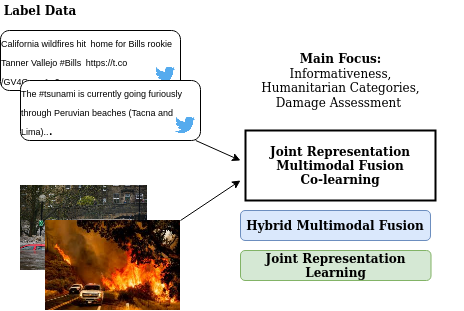 Label Data
California wildfires hit home for Bills rookie
Tanner Vallejo #Bills https://t.co
The #tsunami is currently going furiously
through Peruvian beaches (Tacna and
Lima)...
Main Focus:
Informativeness,
Humanitarian Categories,
Damage Assessment
Joint Representation
Multimodal Fusion
Co-learning
Hybrid Multimodal Fusion
Joint Representation
Learning